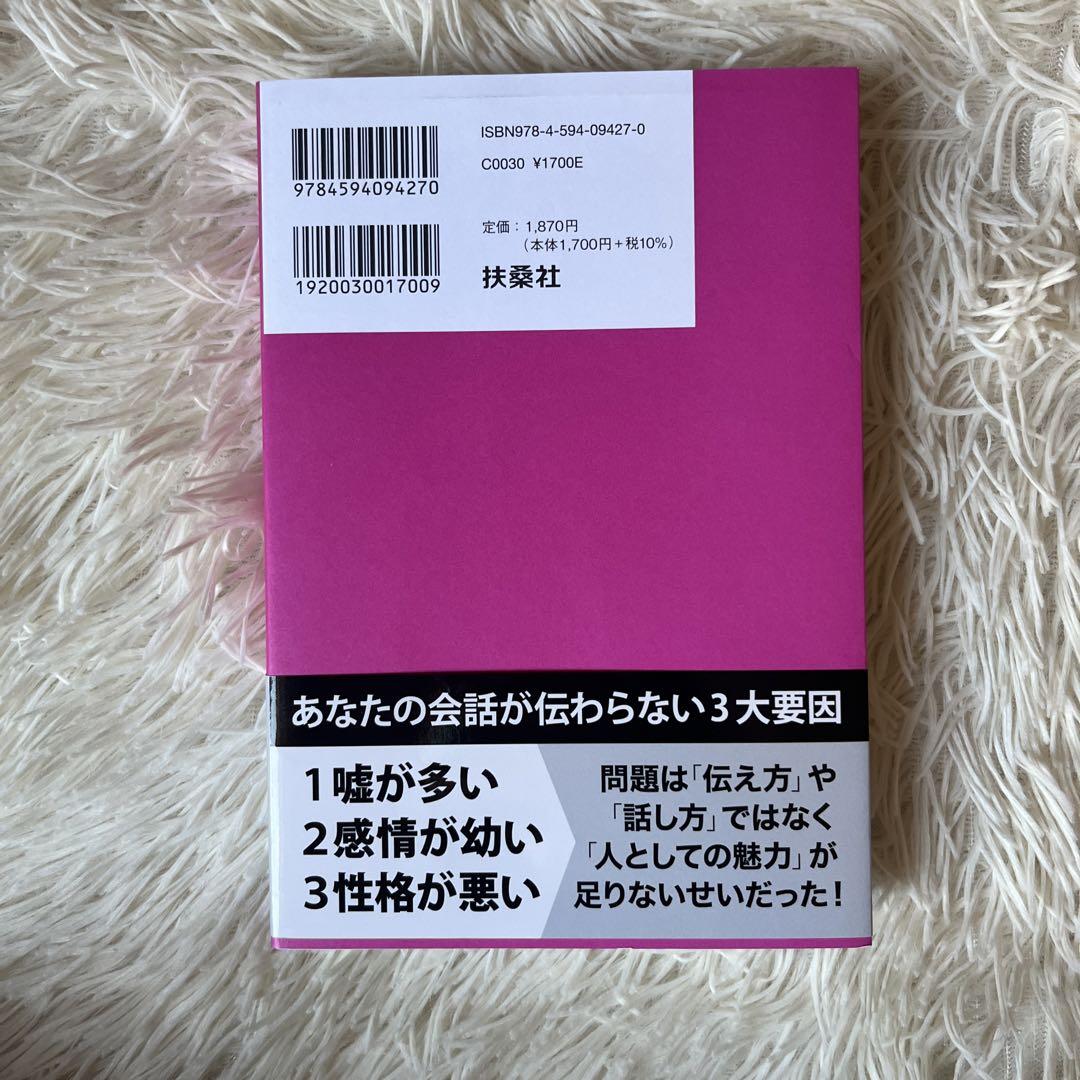 ISBN978-4-594-09427-0
C0030 ¥1700E
9784594094270
定価：1,870円
（本体1,700円＋税10%）
1920030017009
扶桑社
あなたの会話が伝わらない3大要因
1嘘が多い
2感情が幼い
3性格が悪い
問題は「伝え方」や
「話し方」ではなく
「人としての魅力」が
足りないせいだった！